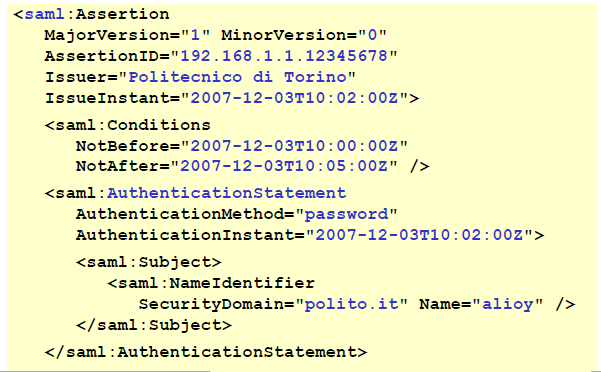 <saml:Assertion
MajorVersion="1" MinorVersion="0"
AssertionID="192.168.1.1.12345678"
Issuer="Politecnico di Torino"
IssueInstant="2007-12-03T10:02:00Z">
<saml:Conditions
NotBefore="2007-12-03T10:00:00Z"
NotAfter="2007-12-03T10:05:00Z" />
<saml:AuthenticationStatement
AuthenticationMethod="password"
AuthenticationInstant="2007-12-03T10:02:00Z">
<saml:Subject>
<saml:NameIdentifier
SecurityDomain="polito.it" Name="alioy" />
</saml:Subject>
</saml:AuthenticationStatement>